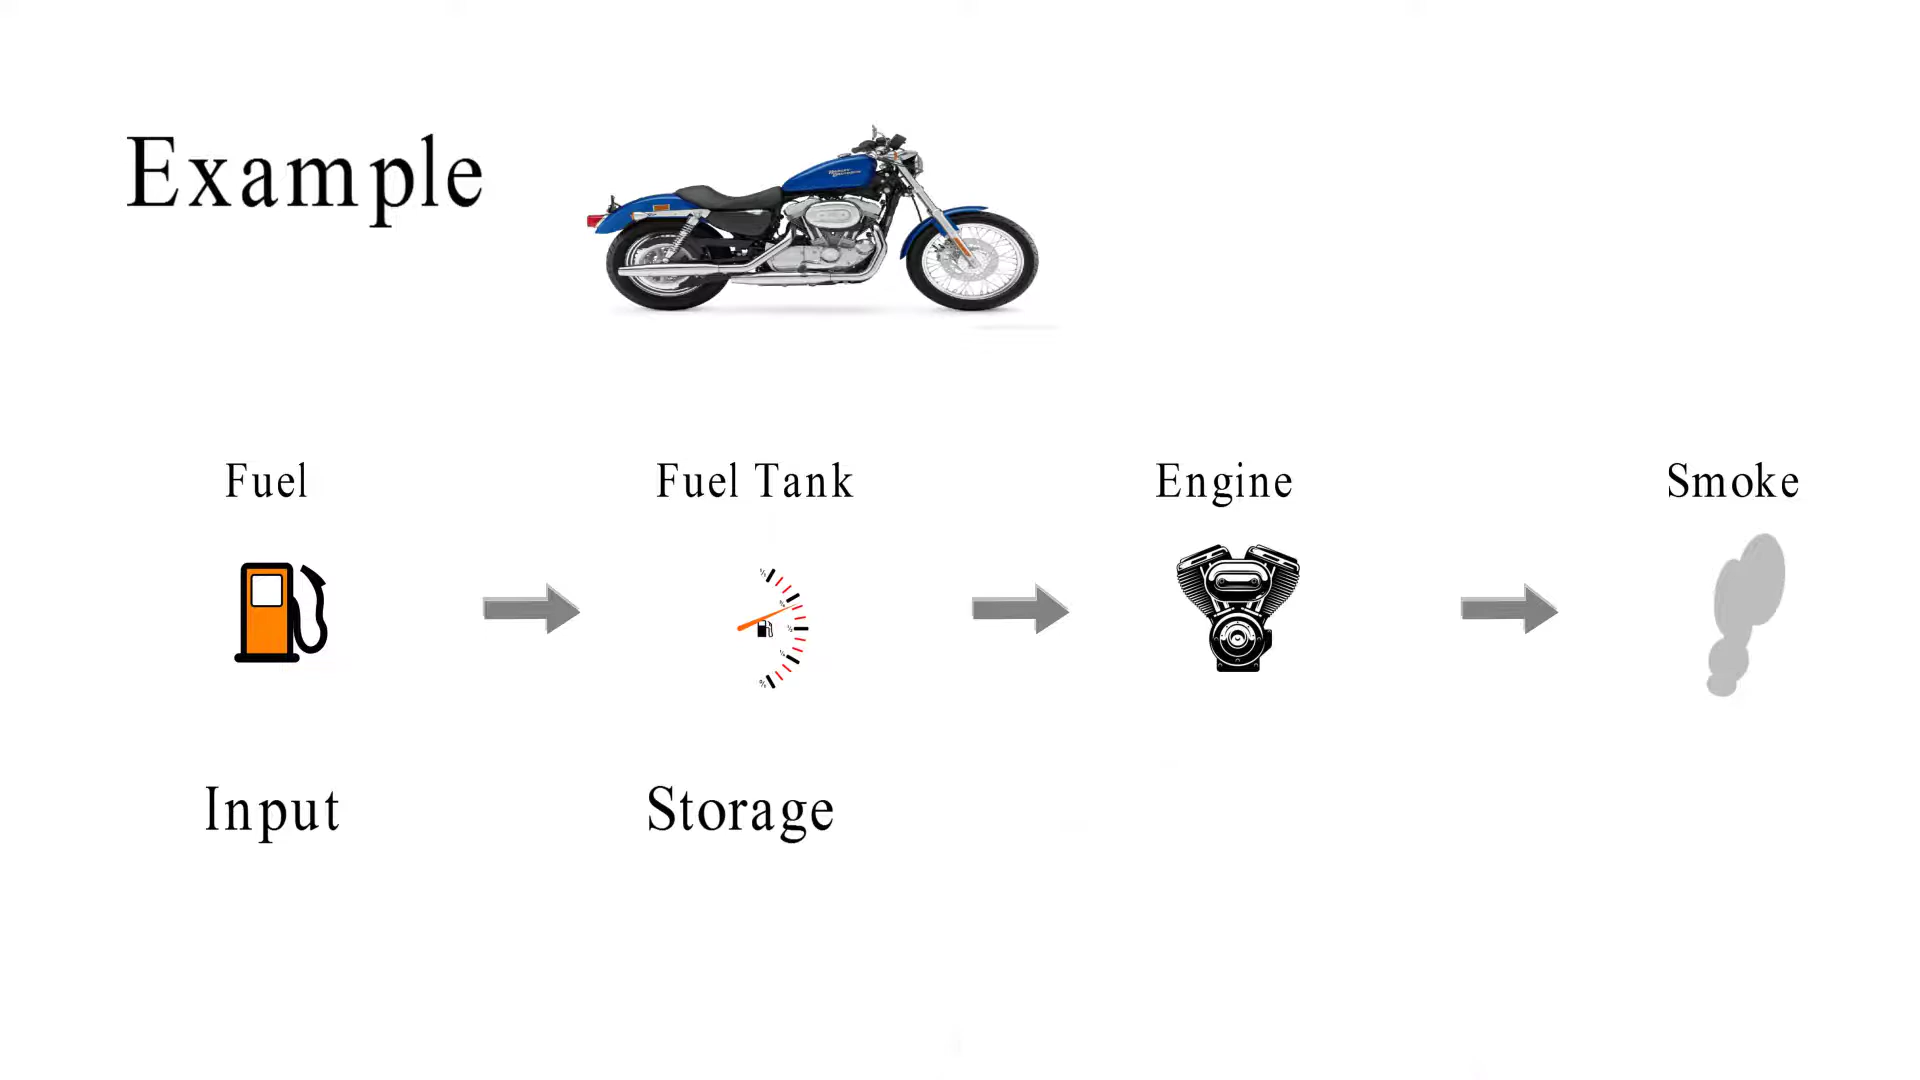 Example
Fuel
Fuel Tank
Engine
Smoke
Input
Storage